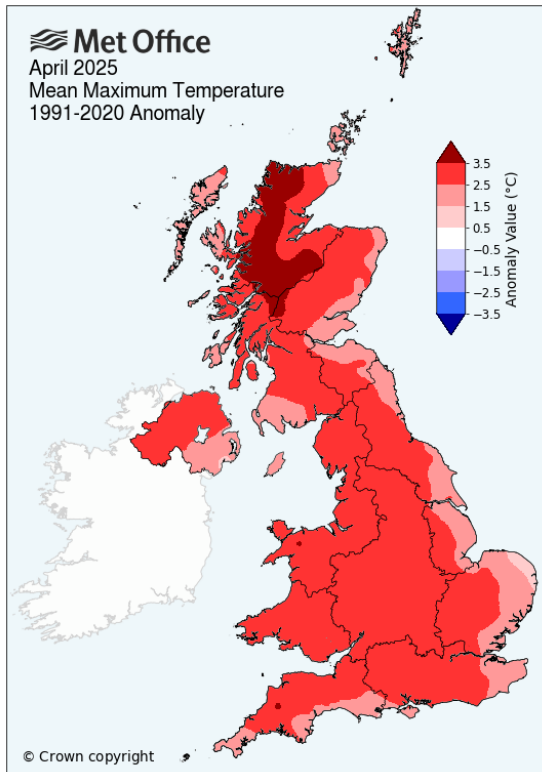 Met Office
April 2025
Mean Maximum Temperature
1991-2020 Anomaly
3.5
2.5
1.5
0.5
−0.5
−1.5
−2.5
−3.5
Anomaly Value (°C)
© Crown copyright